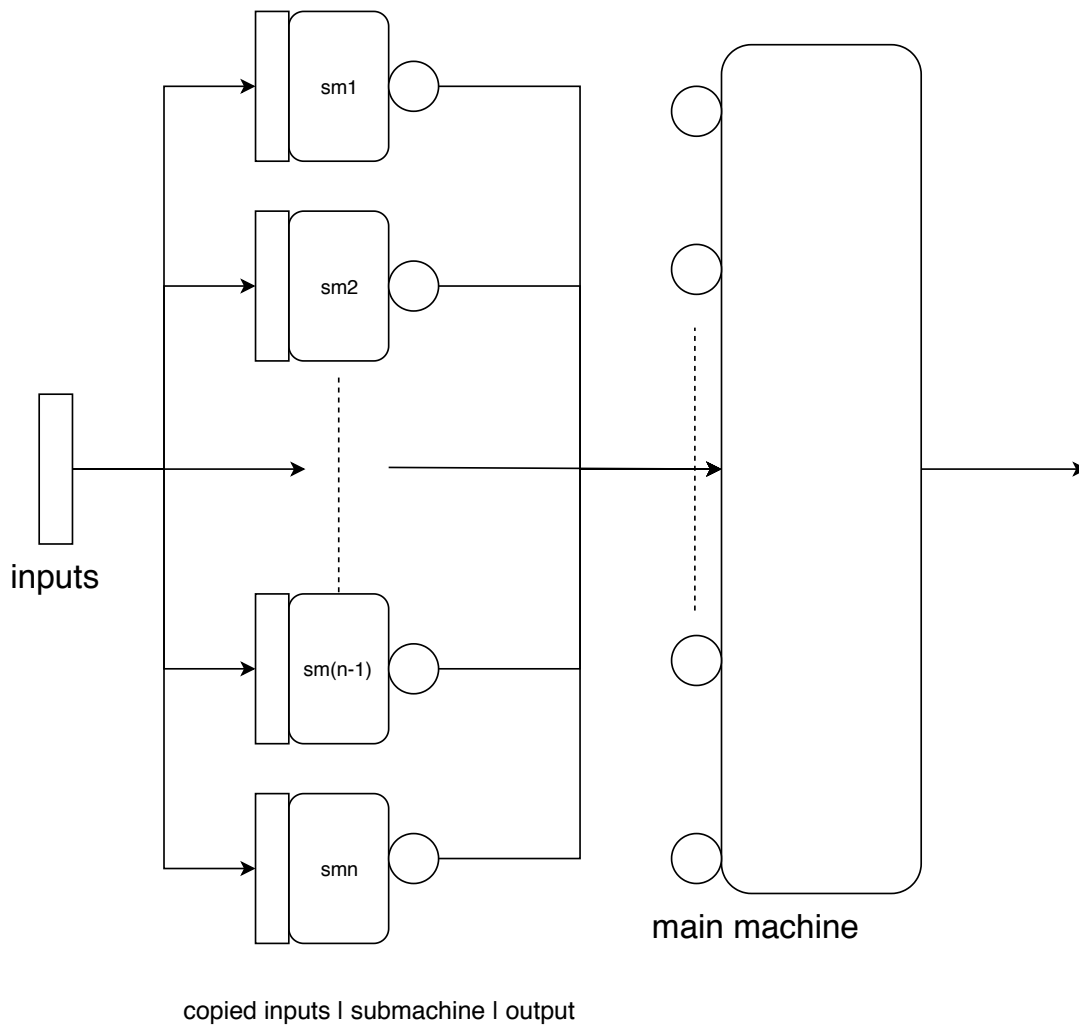 sm1
sm2
inputs
sm(n-1)
smn
main machine
copied inputs | submachine | output